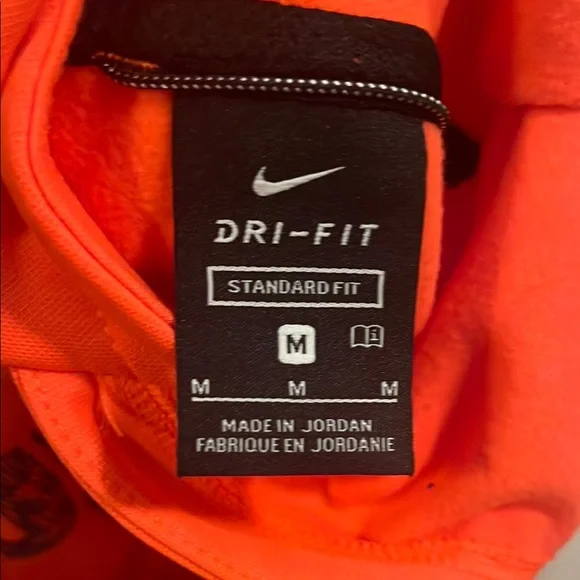 DRI-FIT
STANDARD FIT
M
M M M
MADE IN JORDAN
FABRIQUE EN JORDANIE